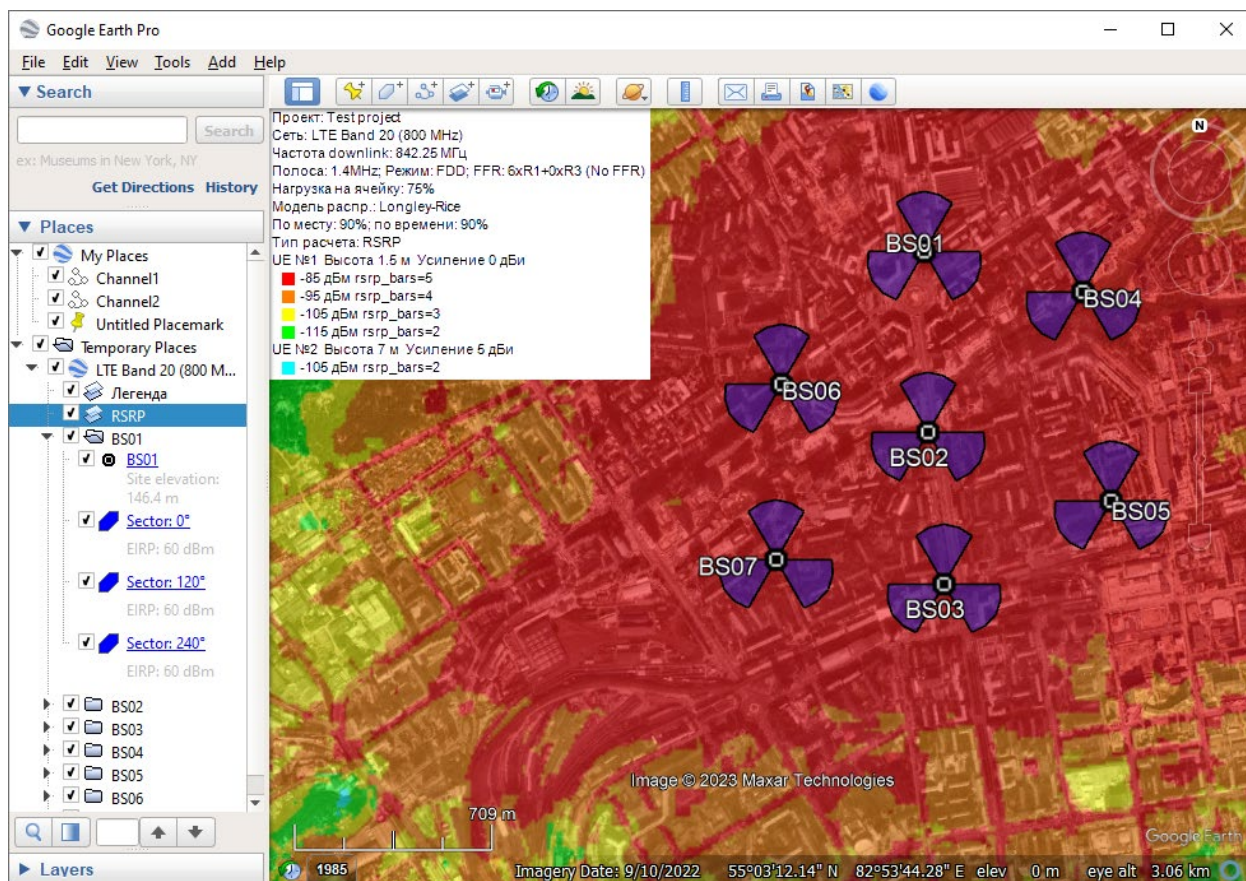 Google Earth Pro
File Edit View Tools Add Help
Search
Search
ex: Museums in New York, NY
Get Directions History
Places
My Places
Channel1
Channel2
Untitled Placemark
Temporary Places
LTE Band 20 (800 M...
Легенда
RSRP
BS01
BS01
Site elevation:
146.4 m
Sector: 0°
EIRP: 60 dBm
Sector: 120°
EIRP: 60 dBm
Sector: 240°
EIRP: 60 dBm
BS02
BS03
BS04
BS05
BS06
Layers
Проект: Test project
Сеть: LTE Band 20 (800 MHz)
Частота downlink: 842.25 МГц
Полоса: 1.4MHz; Режим: FDD; FFR: 6xR1+0xR3 (No FFR)
Нагрузка на ячейку: 75%
Модель распр.: Longley-Rice
По месту: 90%; по времени: 90%
Тип расчета: RSRP
UE №1 Высота 1.5 м Усиление 0 дБи
-85 дБм rsrp_bars=5
-95 дБм rsrp_bars=4
-105 дБм rsrp_bars=3
-115 дБм rsrp_bars=2
UE №2 Высота 7 м Усиление 5 дБи
-105 дБм rsrp_bars=2
N
BS01
BS04
BS06
BS02
BS05
BS07
BS03
Image © 2023 Maxar Technologies
709 m
Google Earth
1985
Imagery Date: 9/10/2022 55°03'12.14" N 82°53'44.28" E elev 0 m eye alt 3.06 km